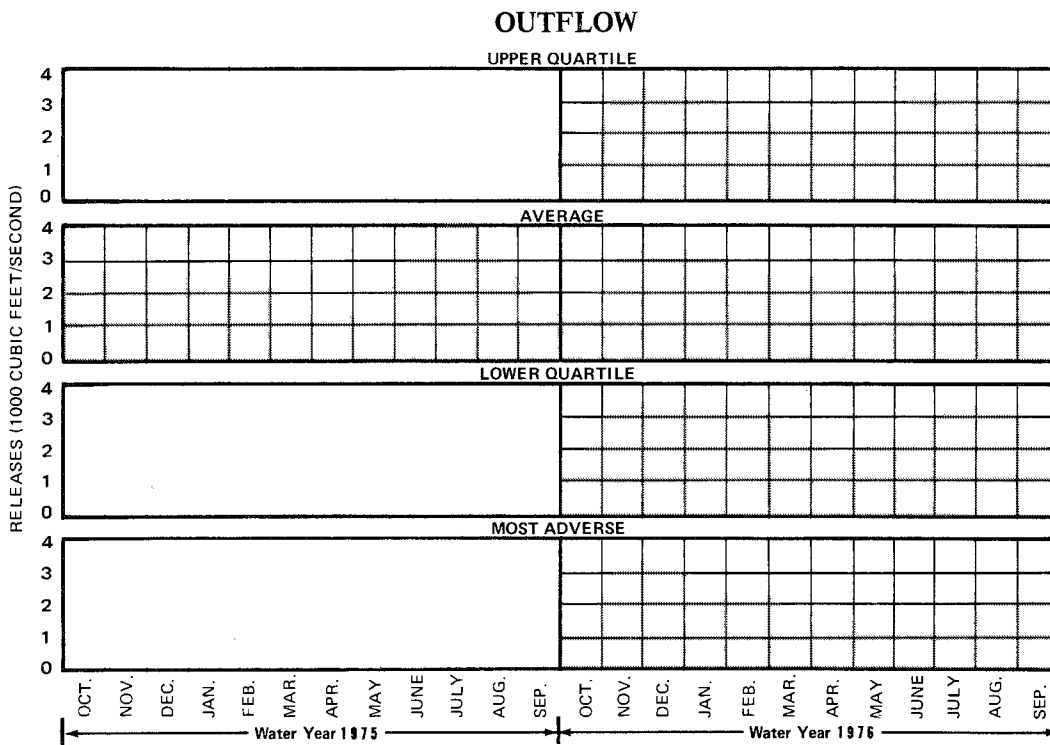 OUTFLOW
UPPER QUARTILE
4
3
2
1
0
AVERAGE
4
3
2
1
0
LOWER QUARTILE
4
3
2
1
0
MOST ADVERSE
4
3
2
1
0
RELEASES (1000 CUBIC FEET/SECOND)
OCT. NOV. DEC. JAN. FEB. MAR. APR. MAY JUNE JULY AUG. SEP. OCT. NOV. DEC. JAN. FEB. MAR. APR. MAY JUNE JULY AUG. SEP.
Water Year 1975 Water Year 1976